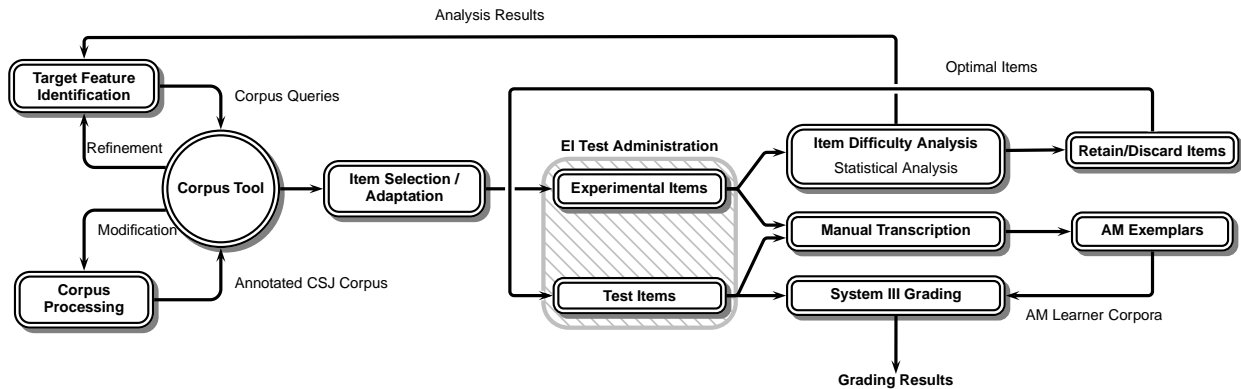 Analysis Results
Target Feature
Identification
Corpus Queries
Optimal Items
Refinement
EI Test Administration
Item Difficulty Analysis
Statistical Analysis
Retain/Discard Items
Corpus Tool
Item Selection /
Adaptation
Experimental Items
Modification
Manual Transcription
AM Exemplars
Corpus
Processing
Annotated CSJ Corpus
Test Items
System III Grading
AM Learner Corpora
Grading Results